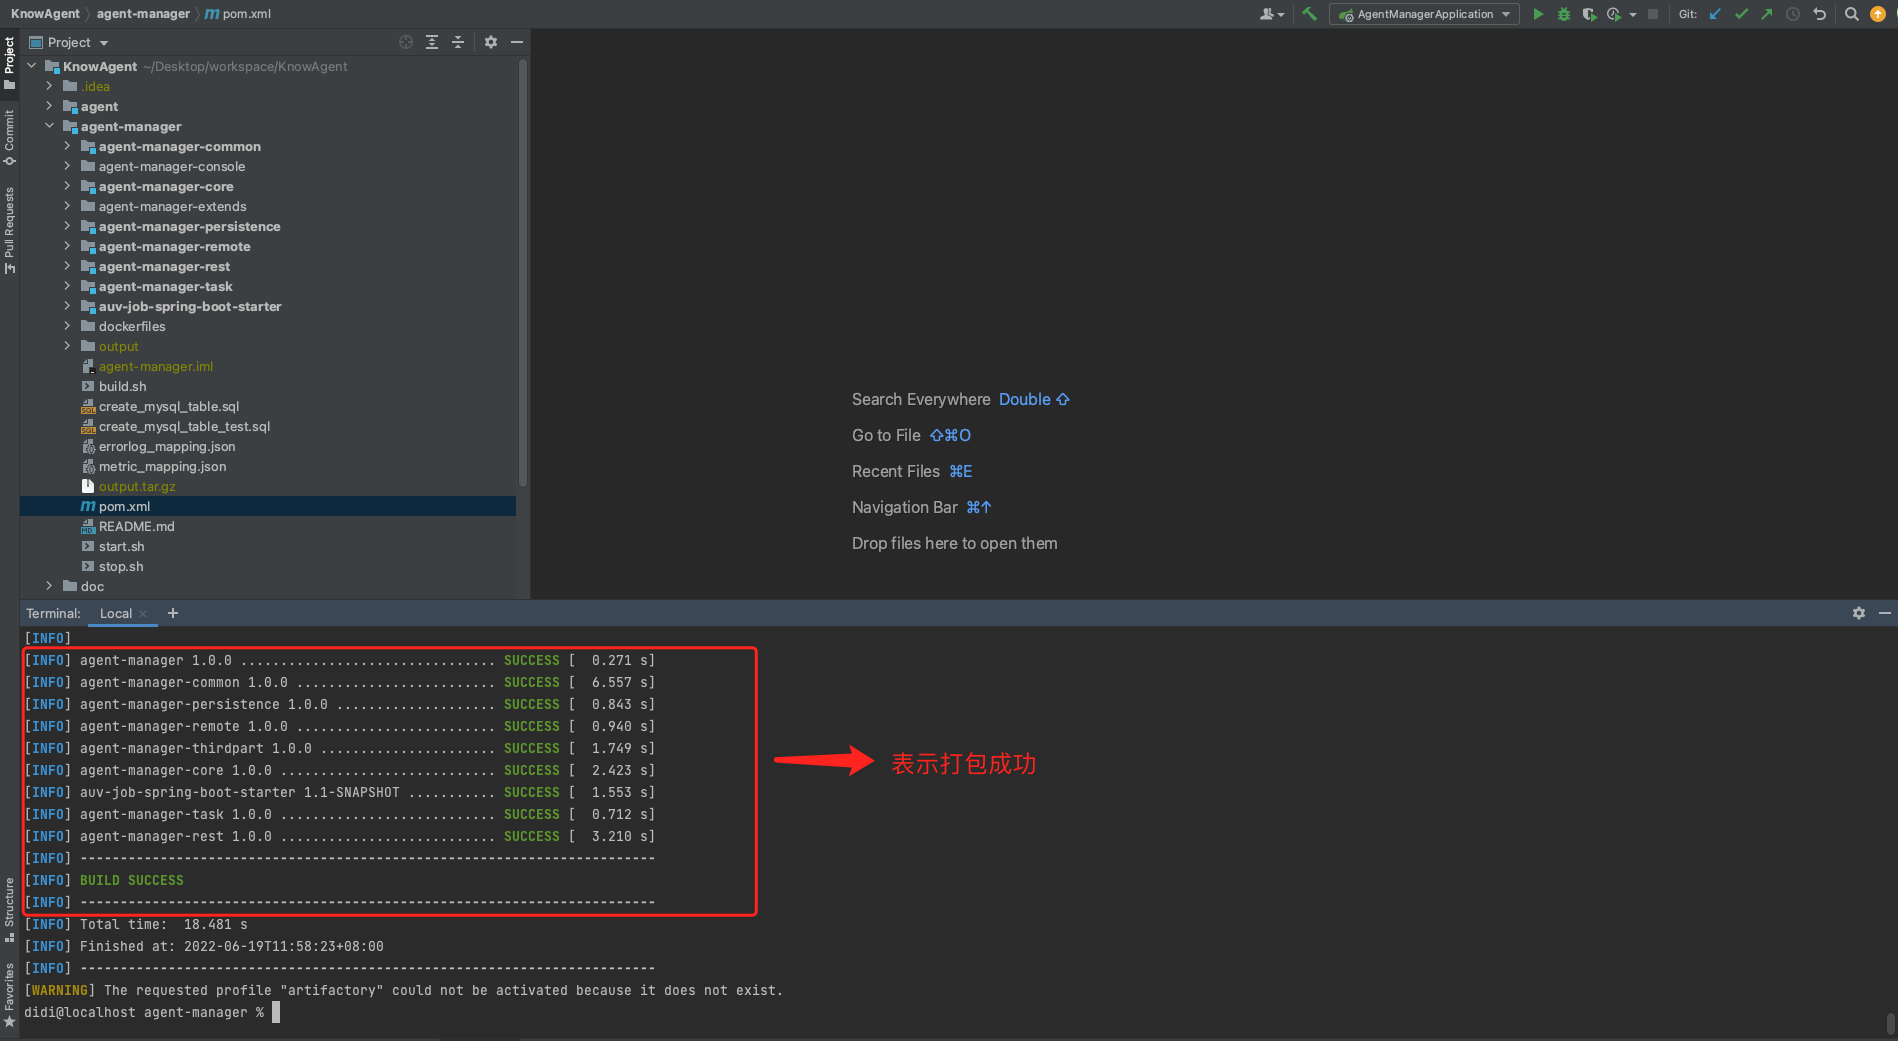 KnowAgent agent-manager m pom.xml
AgentManagerApplication
Git:
Project
Project
Commit
Pull Requests
KnowAgent ~/Desktop/workspace/KnowAgent
.idea
agent
agent-manager
agent-manager-common
agent-manager-console
agent-manager-core
agent-manager-extends
agent-manager-persistence
agent-manager-remote
agent-manager-rest
agent-manager-task
auv-job-spring-boot-starter
dockerfiles
output
agent-manager.iml
build.sh
create_mysql_table.sql
create_mysql_table_test.sql
errorlog_mapping.json
metric_mapping.json
output.tar.gz
m pom.xml
README.md
start.sh
stop.sh
doc
Search Everywhere Double ⇧
Go to File ⇧⌘O
Recent Files ⌘E
Navigation Bar ⌘↑
Drop files here to open them
Terminal: Local × +
Structure
Favorites
[INFO]
[INFO] agent-manager 1.0.0 ................................ SUCCESS [  0.271 s]
[INFO] agent-manager-common 1.0.0 ......................... SUCCESS [  6.557 s]
[INFO] agent-manager-persistence 1.0.0 .................... SUCCESS [  0.843 s]
[INFO] agent-manager-remote 1.0.0 ......................... SUCCESS [  0.940 s]
[INFO] agent-manager-thirdpart 1.0.0 ...................... SUCCESS [  1.749 s]
[INFO] agent-manager-core 1.0.0 ........................... SUCCESS [  2.423 s]
[INFO] auv-job-spring-boot-starter 1.1-SNAPSHOT ........... SUCCESS [  1.553 s]
[INFO] agent-manager-task 1.0.0 ........................... SUCCESS [  0.712 s]
[INFO] agent-manager-rest 1.0.0 ........................... SUCCESS [  3.210 s]
[INFO] ------------------------------------------------------------------------
[INFO] BUILD SUCCESS
[INFO] ------------------------------------------------------------------------
表示打包成功
[INFO] Total time:  18.481 s
[INFO] Finished at: 2022-06-19T11:58:23+08:00
[INFO] ------------------------------------------------------------------------
[WARNING] The requested profile "artifactory" could not be activated because it does not exist.
didi@localhost agent-manager %